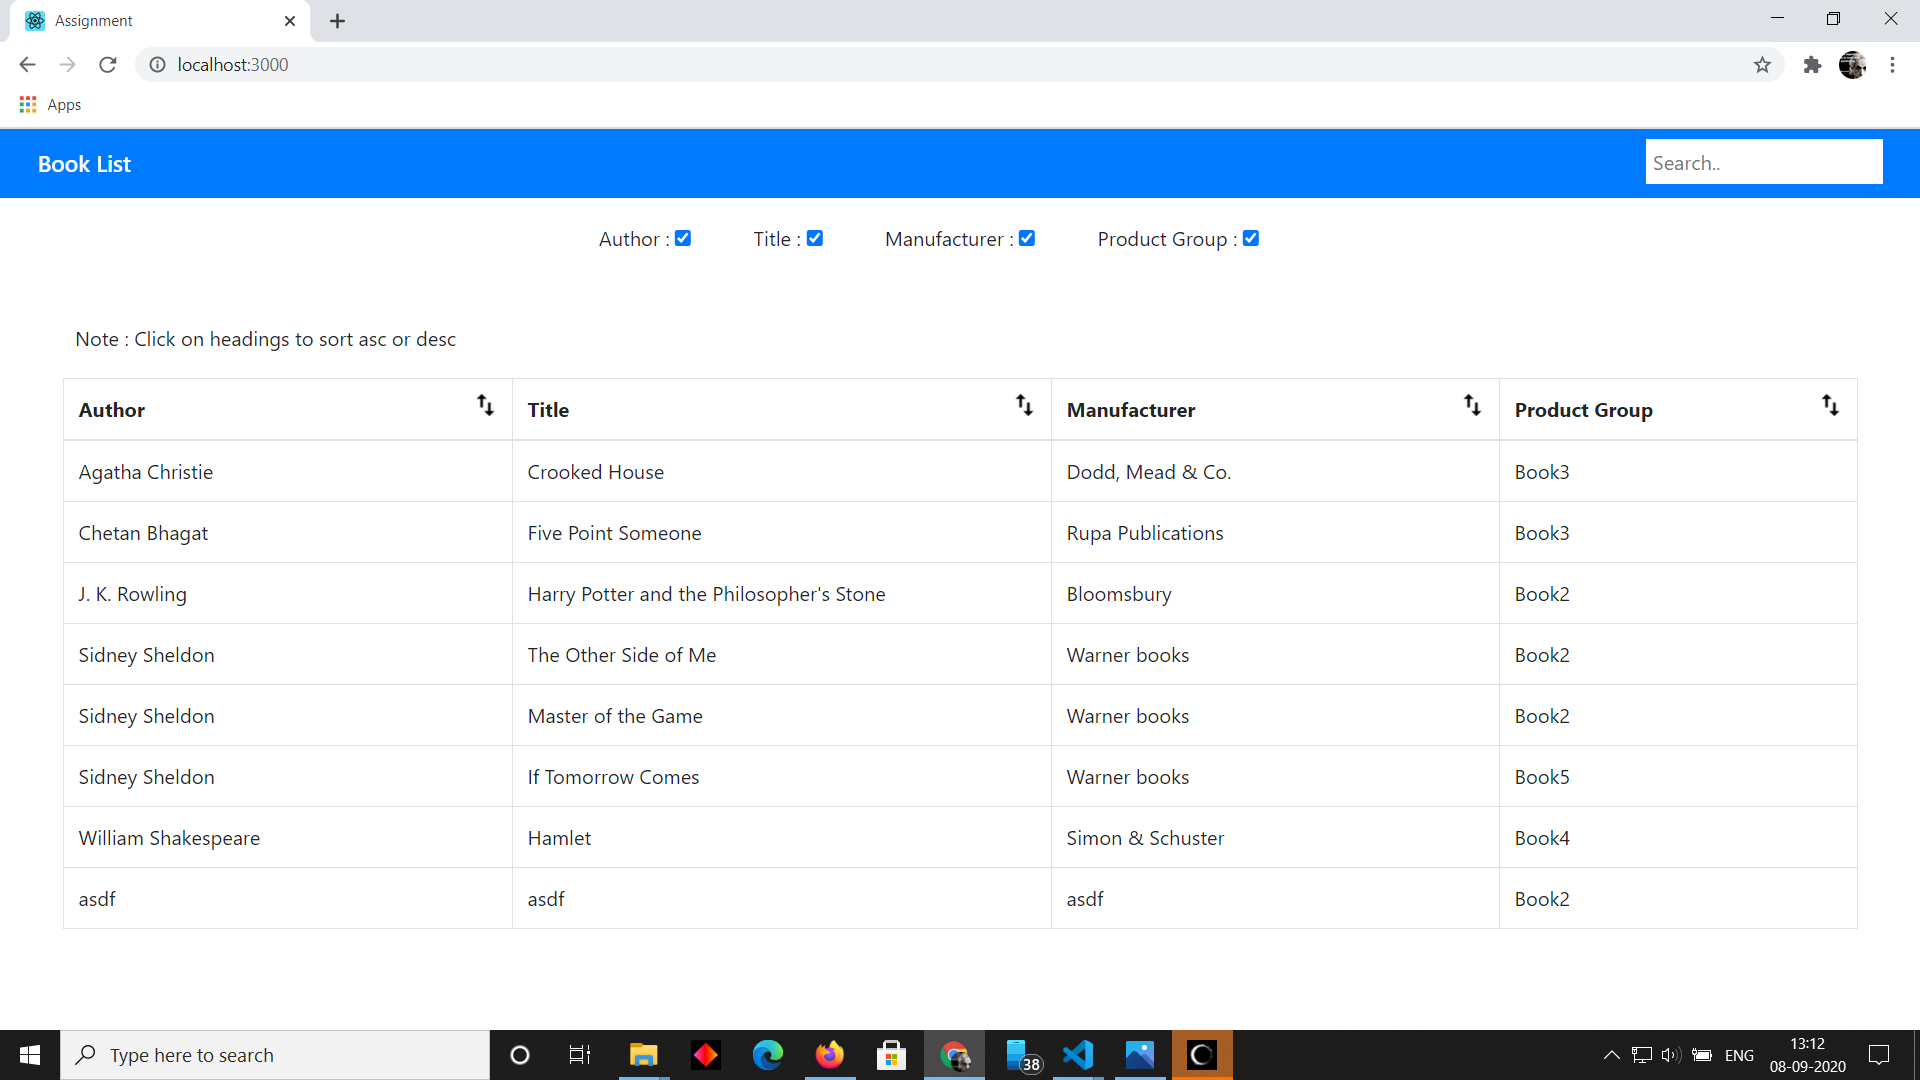 Assignment
localhost:3000
Apps
Book List
Search..
Author : Title : Manufacturer : Product Group :
Note : Click on headings to sort asc or desc
Author Title Manufacturer Product Group
Agatha Christie Crooked House Dodd, Mead & Co. Book3
Chetan Bhagat Five Point Someone Rupa Publications Book3
J. K. Rowling Harry Potter and the Philosopher's Stone Bloomsbury Book2
Sidney Sheldon The Other Side of Me Warner books Book2
Sidney Sheldon Master of the Game Warner books Book2
Sidney Sheldon If Tomorrow Comes Warner books Book5
William Shakespeare Hamlet Simon & Schuster Book4
asdf asdf asdf Book2
Type here to search
38
ENG
13:12
08-09-2020